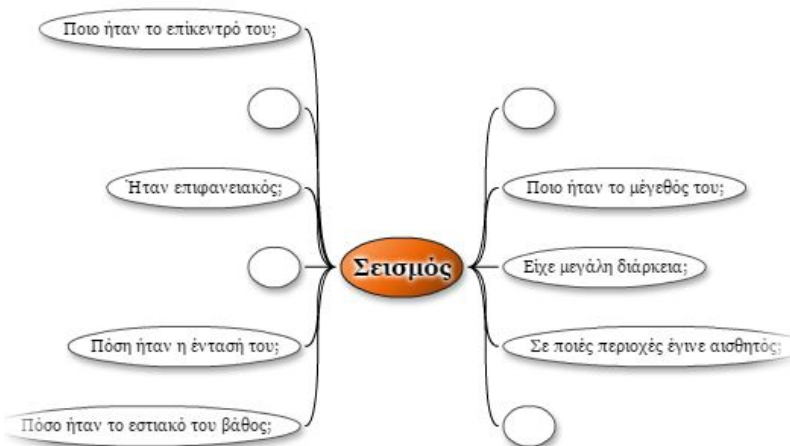 Ποιο ήταν το επίκεντρό του;
Ήταν επιφανειακός;
Πόση ήταν η έντασή του;
Πόσο ήταν το εστιακό του βάθος;
Σεισμός
Ποιο ήταν το μέγεθός του;
Είχε μεγάλη διάρκεια;
Σε ποιές περιοχές έγινε αισθητός;